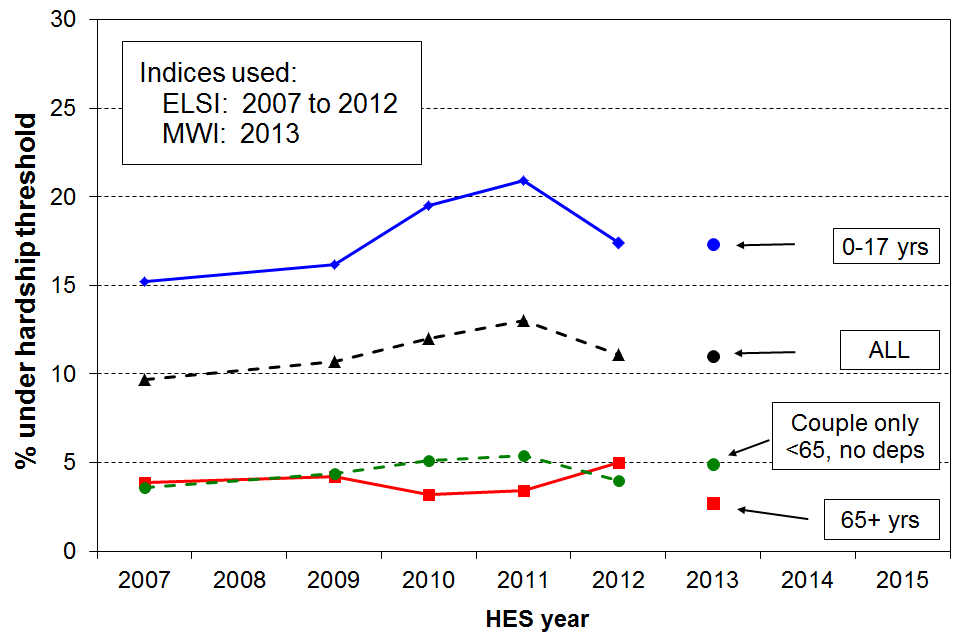 30
25
20
15
10
5
0
% under hardship threshold
Indices used:
ELSI: 2007 to 2012
MWI: 2013
0-17 yrs
ALL
Couple only
<65, no deps
65+ yrs
2007 2008 2009 2010 2011 2012 2013 2014 2015
HES year